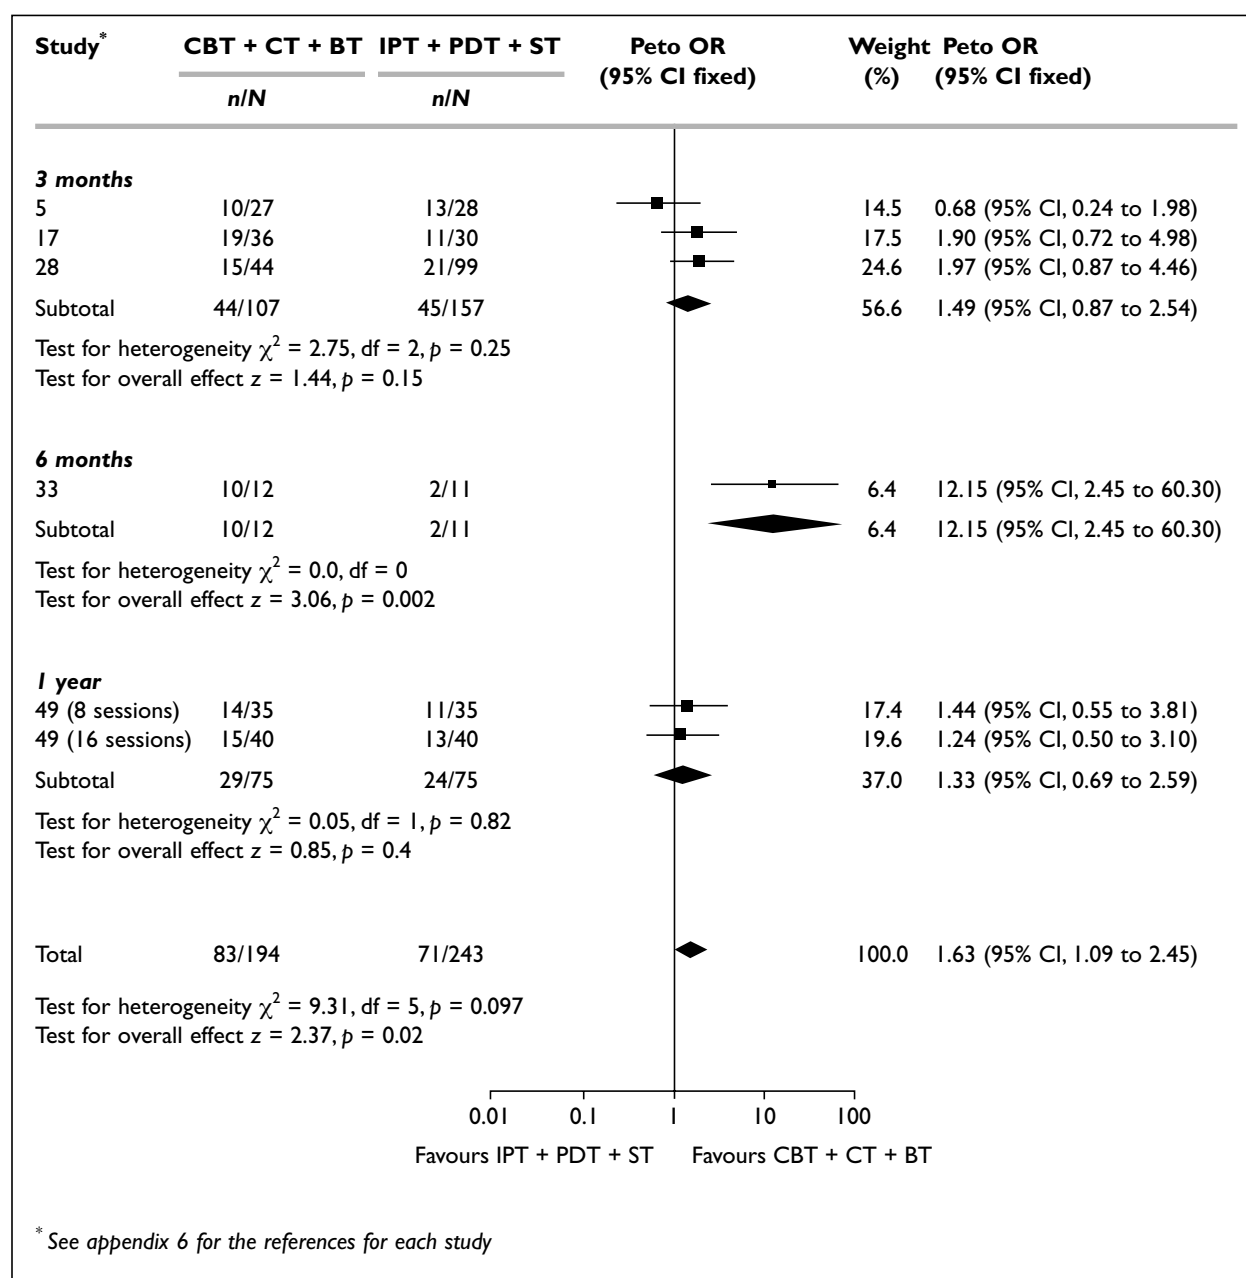 Study* CBT + CT + BT IPT + PDT + ST Peto OR Weight Peto OR
(95% CI fixed) (%) (95% CI fixed)
n/N n/N
3 months
5 10/27 13/28 14.5 0.68 (95% CI, 0.24 to 1.98)
17 19/36 11/30 17.5 1.90 (95% CI, 0.72 to 4.98)
28 15/44 21/99 24.6 1.97 (95% CI, 0.87 to 4.46)
Subtotal 44/107 45/157 56.6 1.49 (95% CI, 0.87 to 2.54)
Test for heterogeneity χ² = 2.75, df = 2, p = 0.25
Test for overall effect z = 1.44, p = 0.15
6 months
33 10/12 2/11 6.4 12.15 (95% CI, 2.45 to 60.30)
Subtotal 10/12 2/11 6.4 12.15 (95% CI, 2.45 to 60.30)
Test for heterogeneity χ² = 0.0, df = 0
Test for overall effect z = 3.06, p = 0.002
1 year
49 (8 sessions) 14/35 11/35 17.4 1.44 (95% CI, 0.55 to 3.81)
49 (16 sessions) 15/40 13/40 19.6 1.24 (95% CI, 0.50 to 3.10)
Subtotal 29/75 24/75 37.0 1.33 (95% CI, 0.69 to 2.59)
Test for heterogeneity χ² = 0.05, df = 1, p = 0.82
Test for overall effect z = 0.85, p = 0.4
Total 83/194 71/243 100.0 1.63 (95% CI, 1.09 to 2.45)
Test for heterogeneity χ² = 9.31, df = 5, p = 0.097
Test for overall effect z = 2.37, p = 0.02
0.01 0.1 1 10 100
Favours IPT + PDT + ST Favours CBT + CT + BT
* See appendix 6 for the references for each study